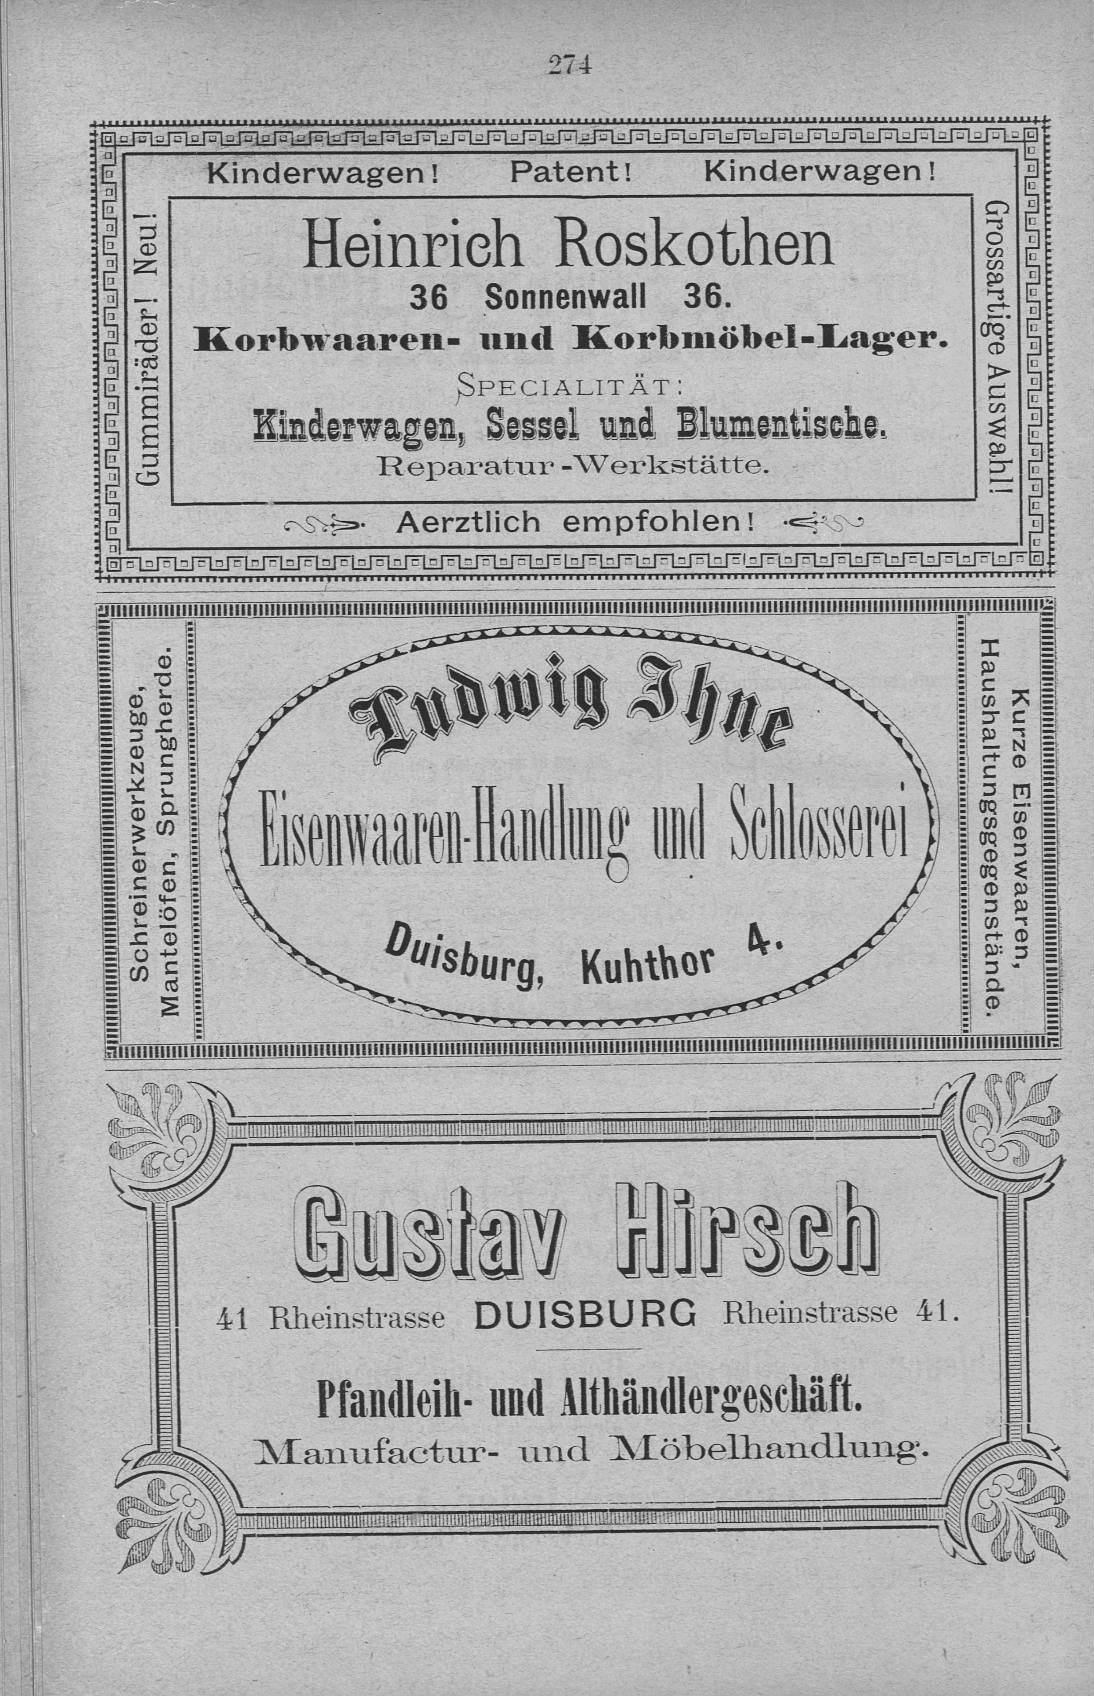 274
Kinderwagen! Patent! Kinderwagen!
Gummiräder! Neu!
Heinrich Roskothen
36 Sonnenwall 36.
Korbwaaren- und Korbmöbel-Lager.
SPECIALITÄT:
Kinderwagen, Sessel und Blumentische.
Reparatur-Werkstätte.
Grossartige Auswahl!
Aerztlich empfohlen!
Schreinerwerkzeuge,
Mantelöfen, Sprungherde.
Ludwig Ihne
Eisenwaaren-Handlung und Schlosserei
Duisburg, Kuhthor 4.
Kurze Eisenwaaren,
Haushaltungsgegenstände.
Gustav Hirsch
41 Rheinstrasse DUISBURG Rheinstrasse 41.
Pfandleih- und Althändlergeschäft.
Manufactur- und Möbelhandlung.